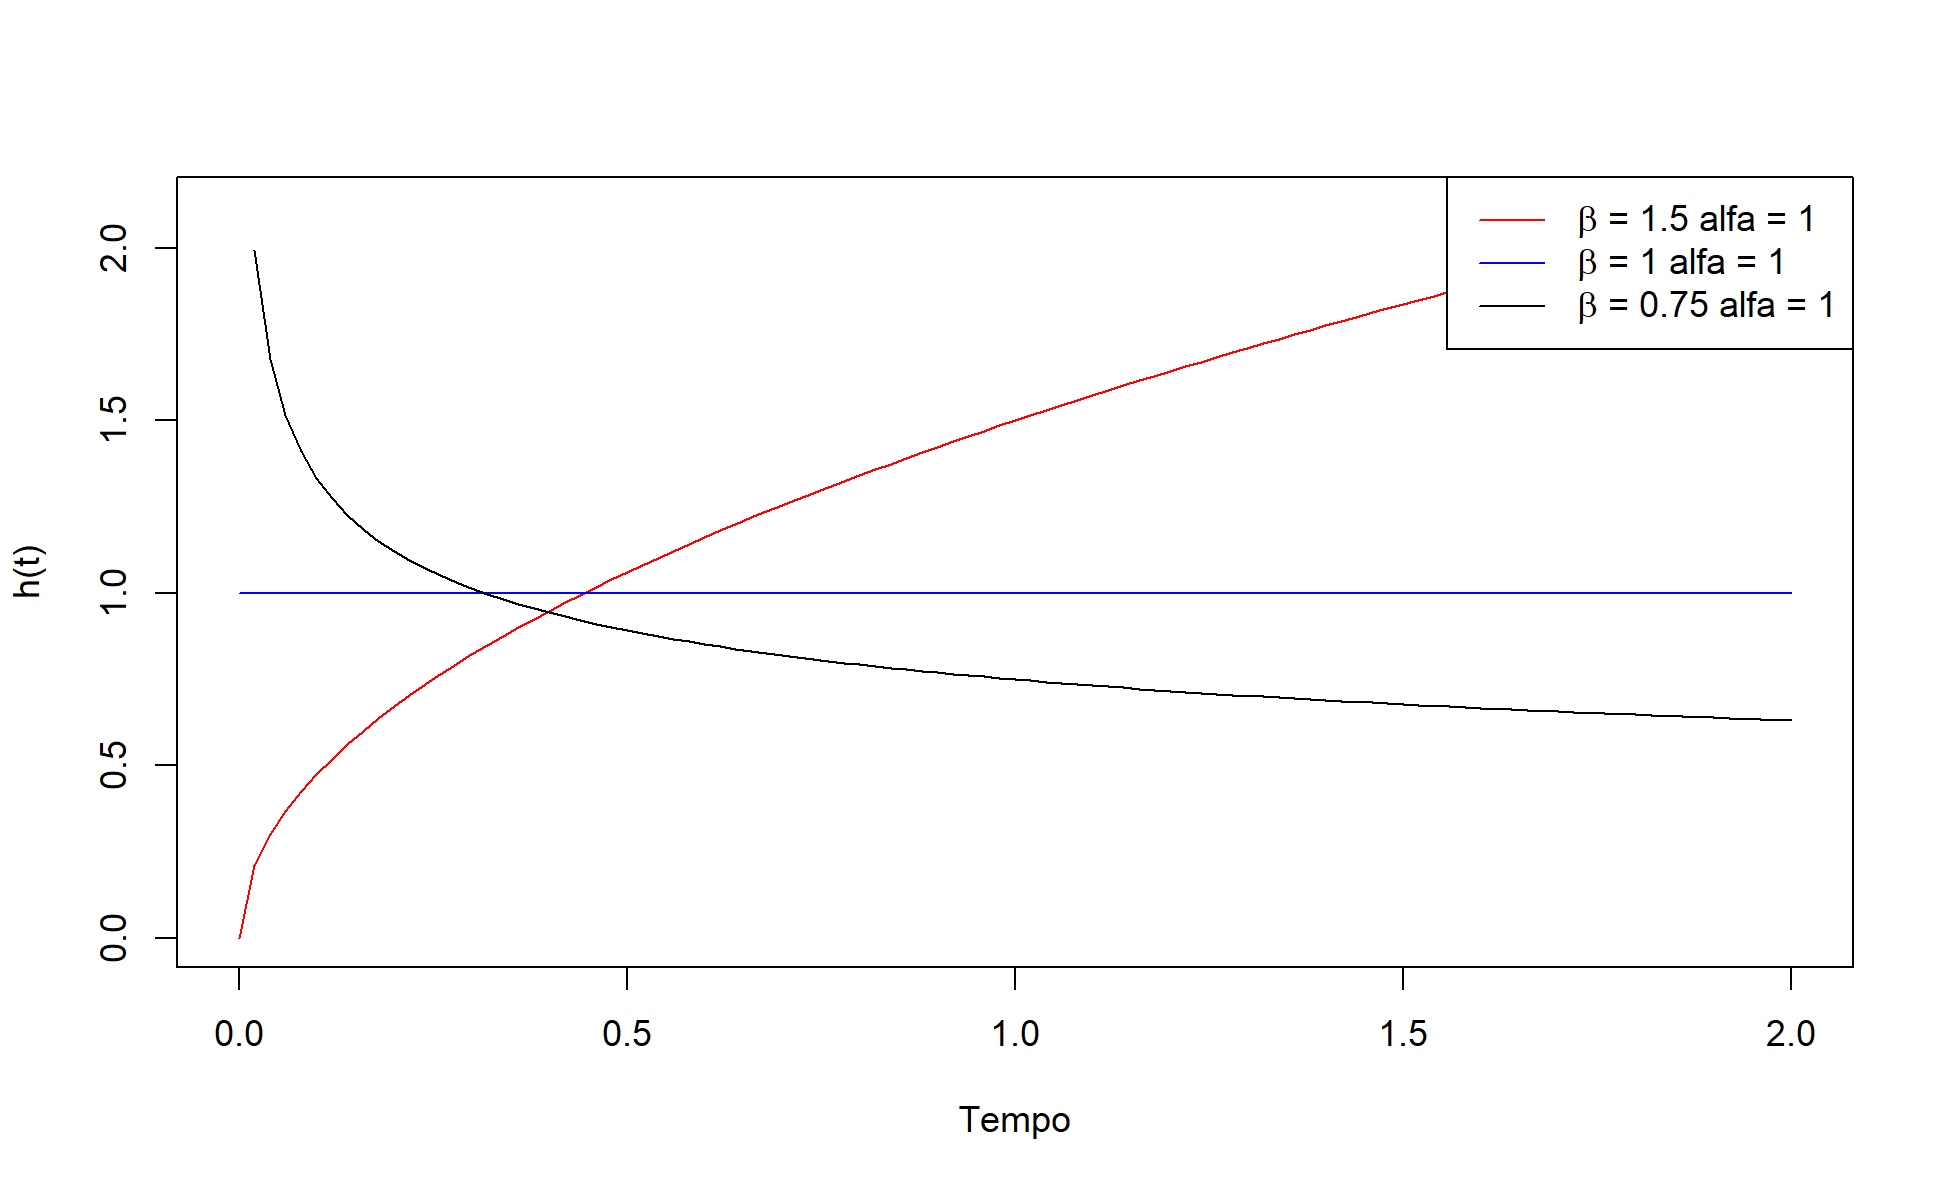 β = 1.5 alfa = 1
β = 1 alfa = 1
β = 0.75 alfa = 1
h(t)
2.0
1.5
1.0
0.5
0.0
0.0 0.5 1.0 1.5 2.0
Tempo